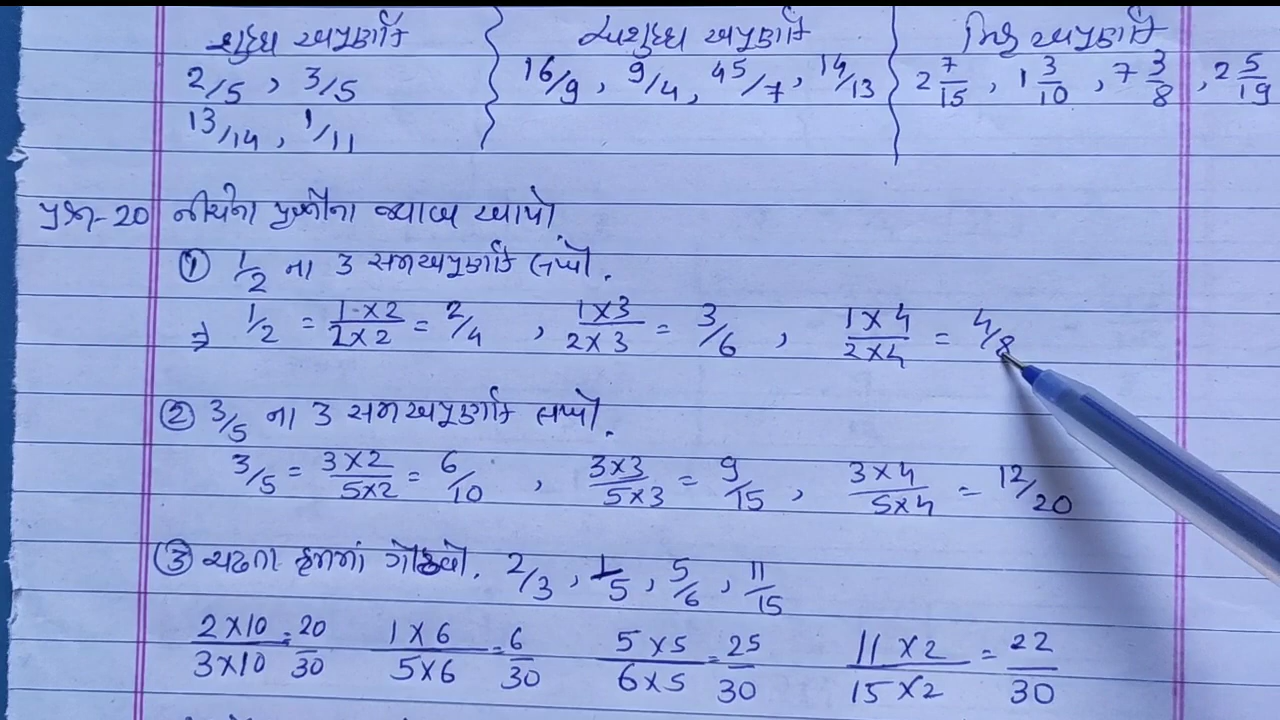 શુદ્ધ અપૂર્ણાંક અશુદ્ધ અપૂર્ણાંક મિશ્ર અપૂર્ણાંક
2/5 , 3/5 16/9 , 9/4 , 45/7 , 14/13 2 7/15 , 1 3/10 , 7 3/8 , 2 5/19
13/14 , 1/11
પ્રશ્ન-20 નીચેના પ્રશ્નોના જવાબ આપો.
① 1/2 ના 3 સમઅપૂર્ણાંક લખો.
⇒ 1/2 = 1×2/2×2 = 2/4 , 1×3/2×3 = 3/6 , 1×4/2×4 = 4/8
② 3/5 ના 3 સમઅપૂર્ણાંક લખો.
3/5 = 3×2/5×2 = 6/10 , 3×3/5×3 = 9/15 , 3×4/5×4 = 12/20
③ ચઢતા ક્રમમાં ગોઠવો. 2/3 , 1/5 , 5/6 , 11/15
2×10/3×10 = 20/30 1×6/5×6 = 6/30 5×5/6×5 = 25/30 11×2/15×2 = 22/30